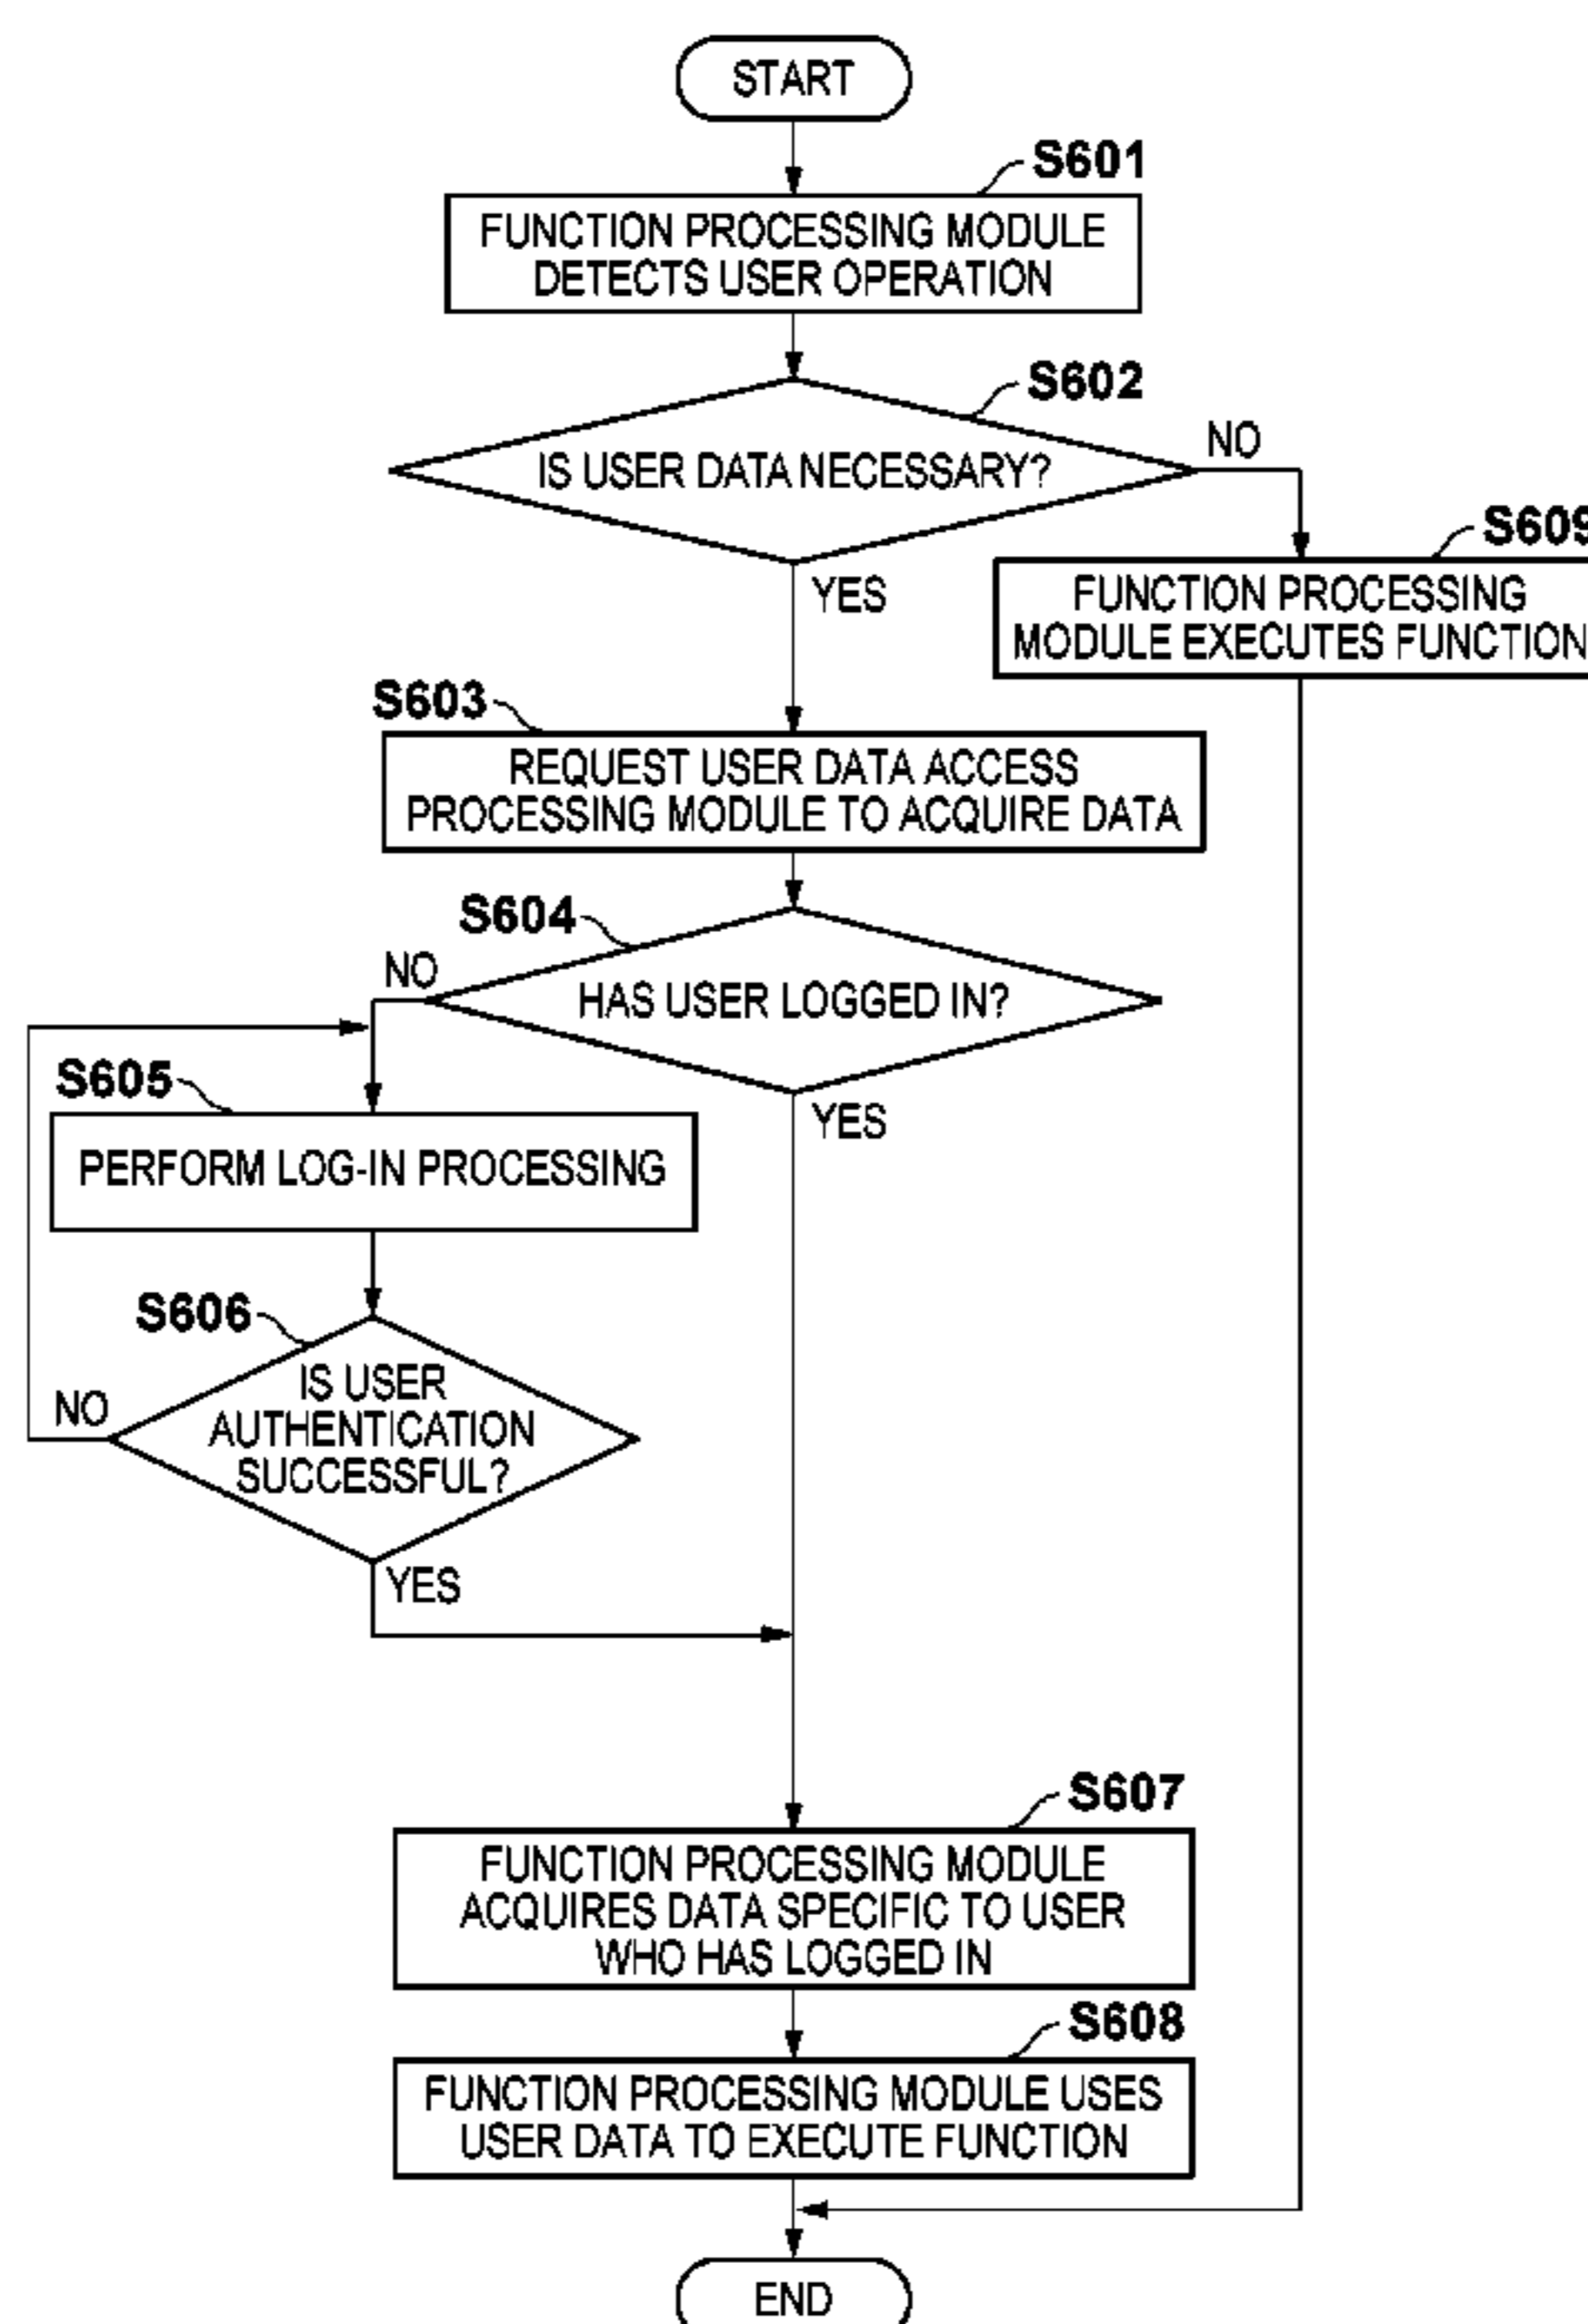 START
S601
FUNCTION PROCESSING MODULE
DETECTS USER OPERATION
S602
IS USER DATA NECESSARY?
NO
YES
S609
FUNCTION PROCESSING
MODULE EXECUTES FUNCTION
S603
REQUEST USER DATA ACCESS
PROCESSING MODULE TO ACQUIRE DATA
S604
HAS USER LOGGED IN?
NO
YES
S605
PERFORM LOG-IN PROCESSING
S606
IS USER
AUTHENTICATION
SUCCESSFUL?
NO
YES
S607
FUNCTION PROCESSING MODULE
ACQUIRES DATA SPECIFIC TO USER
WHO HAS LOGGED IN
S608
FUNCTION PROCESSING MODULE USES
USER DATA TO EXECUTE FUNCTION
END